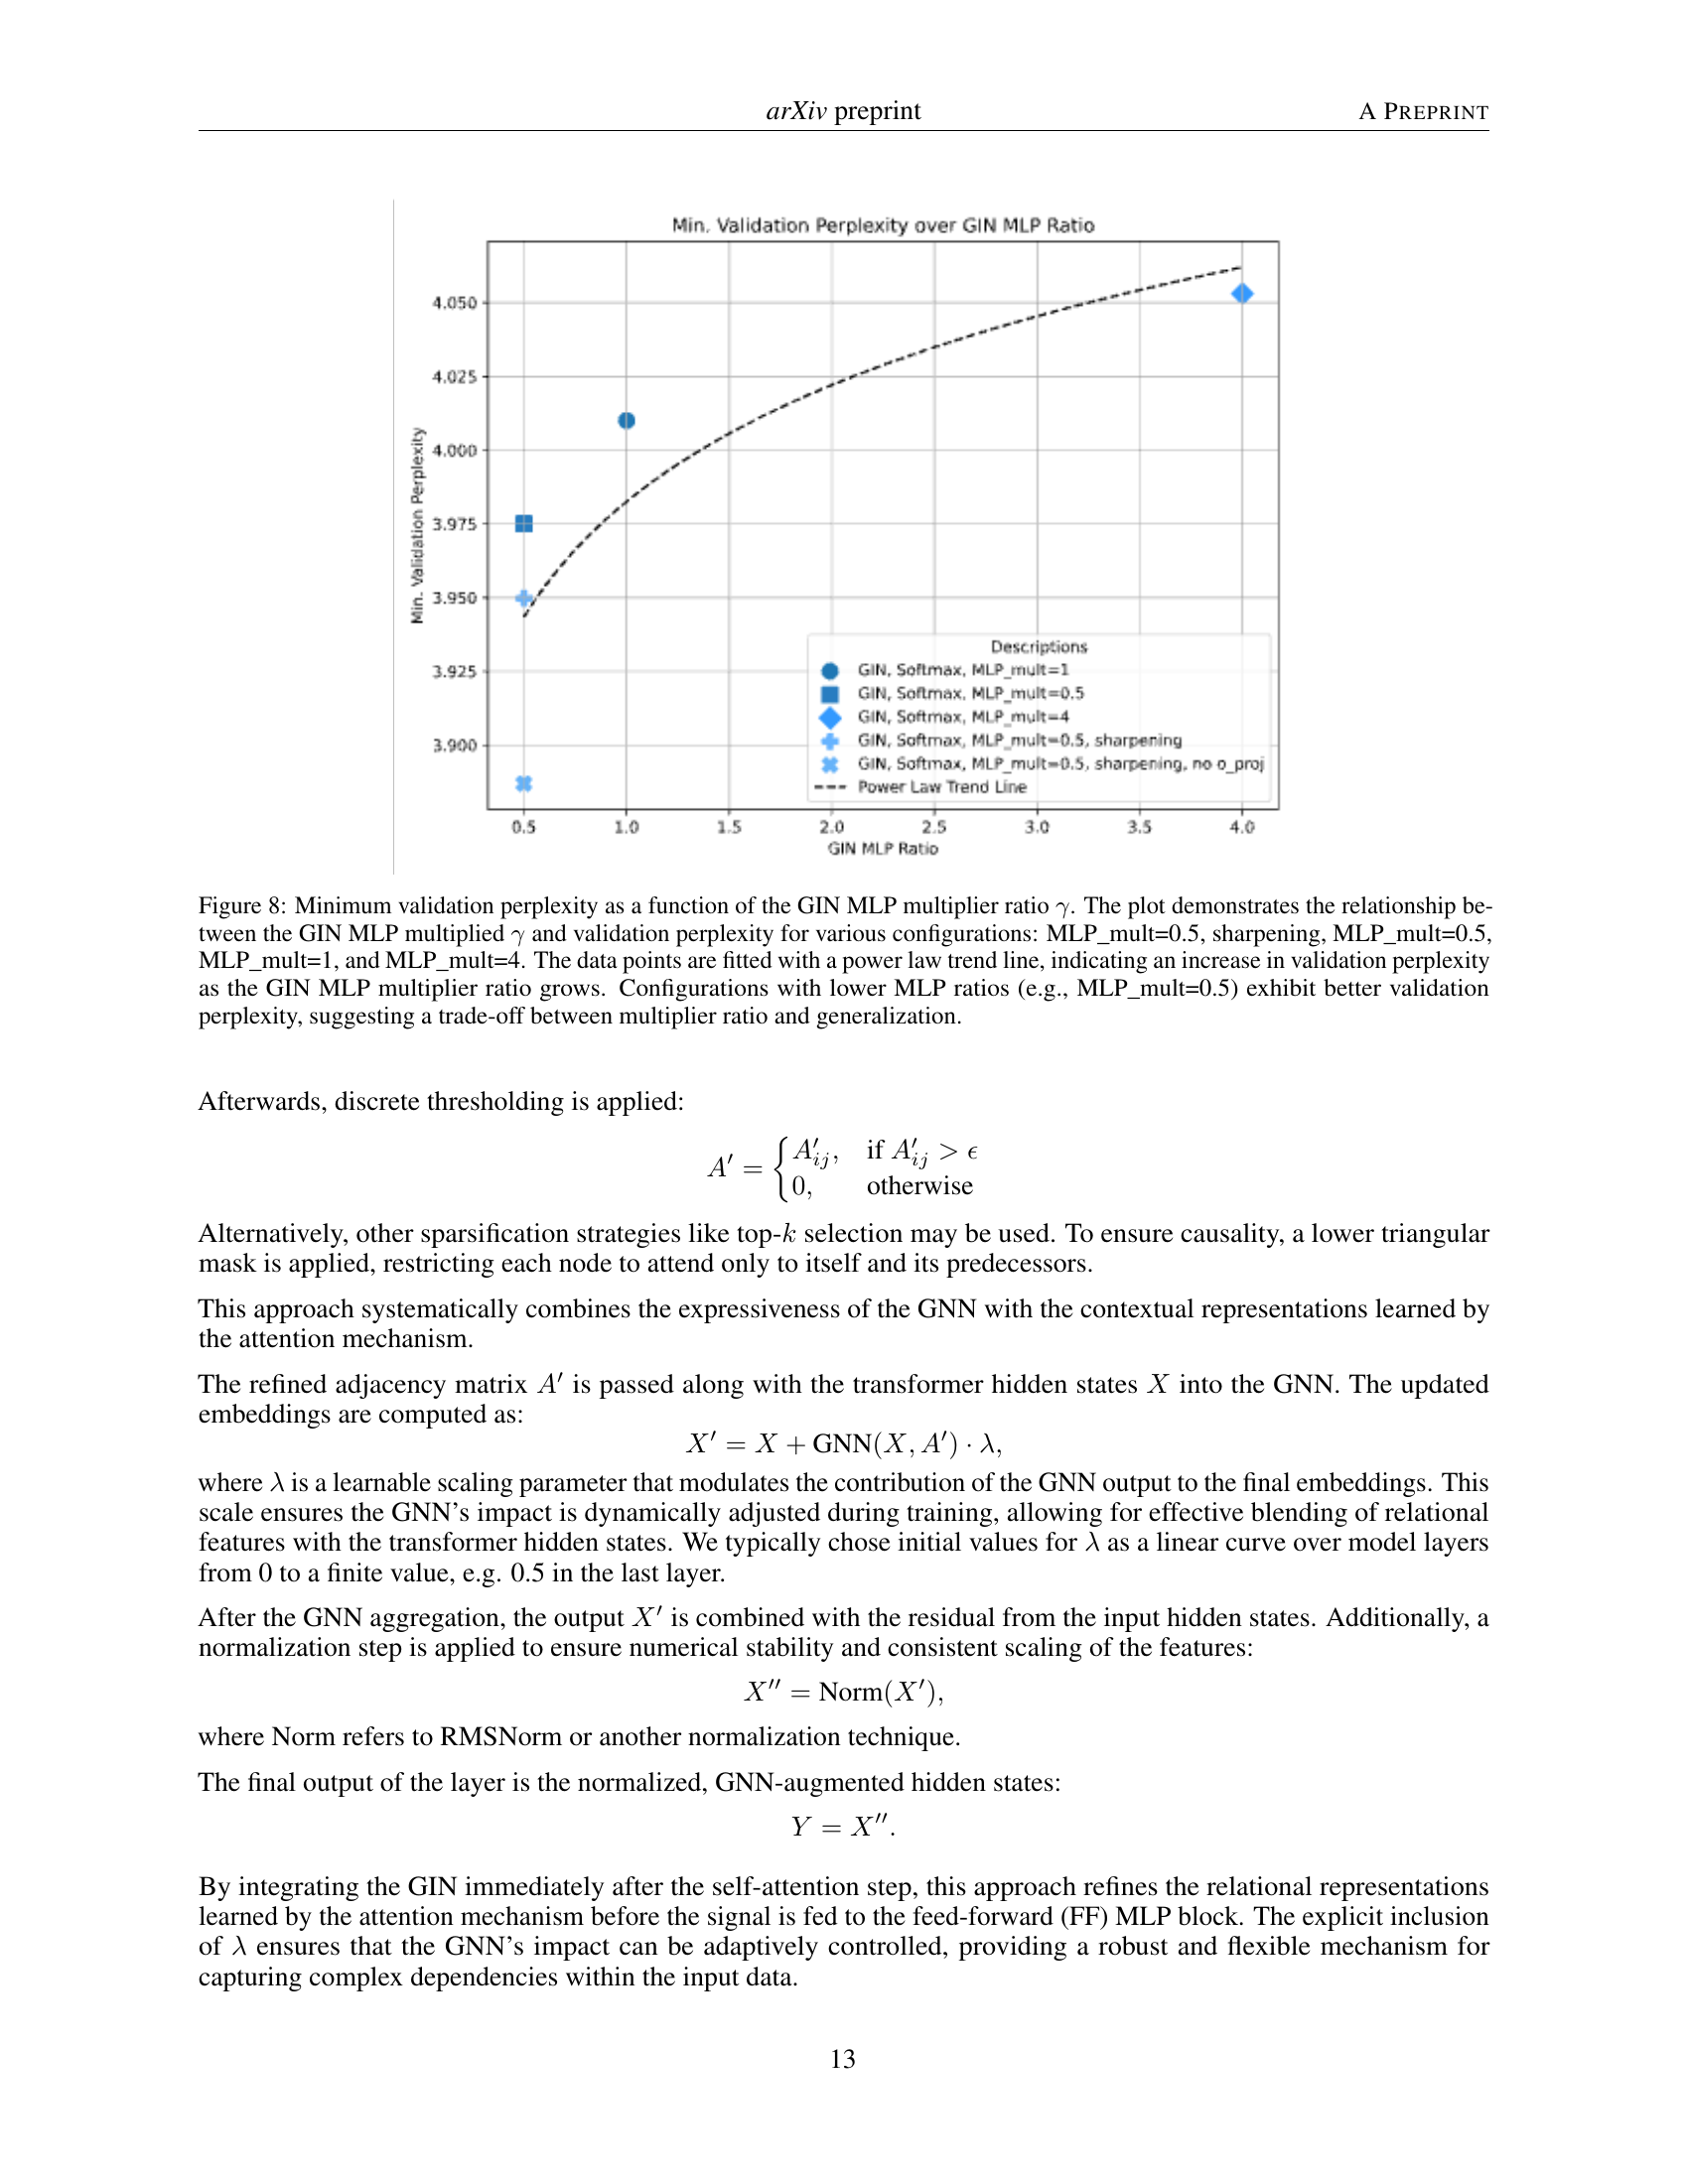 arXiv preprint A PREPRINT
Min. Validation Perplexity over GIN MLP Ratio
Min. Validation Perplexity
4.050
4.025
4.000
3.975
3.950
3.925
3.900
Descriptions
GIN, Softmax, MLP_mult=1
GIN, Softmax, MLP_mult=0.5
GIN, Softmax, MLP_mult=4
GIN, Softmax, MLP_mult=0.5, sharpening
GIN, Softmax, MLP_mult=0.5, sharpening, no o_proj
Power Law Trend Line
0.5 1.0 1.5 2.0 2.5 3.0 3.5 4.0
GIN MLP Ratio
Figure 8: Minimum validation perplexity as a function of the GIN MLP multiplier ratio γ. The plot demonstrates the relationship be-
tween the GIN MLP multiplied γ and validation perplexity for various configurations: MLP_mult=0.5, sharpening, MLP_mult=0.5,
MLP_mult=1, and MLP_mult=4. The data points are fitted with a power law trend line, indicating an increase in validation perplexity
as the GIN MLP multiplier ratio grows. Configurations with lower MLP ratios (e.g., MLP_mult=0.5) exhibit better validation
perplexity, suggesting a trade-off between multiplier ratio and generalization.
Afterwards, discrete thresholding is applied:
A′ = { A′ij, if A′ij > ϵ
0, otherwise
Alternatively, other sparsification strategies like top-k selection may be used. To ensure causality, a lower triangular
mask is applied, restricting each node to attend only to itself and its predecessors.
This approach systematically combines the expressiveness of the GNN with the contextual representations learned by
the attention mechanism.
The refined adjacency matrix A′ is passed along with the transformer hidden states X into the GNN. The updated
embeddings are computed as:
X′ = X + GNN(X, A′) · λ,
where λ is a learnable scaling parameter that modulates the contribution of the GNN output to the final embeddings. This
scale ensures the GNN's impact is dynamically adjusted during training, allowing for effective blending of relational
features with the transformer hidden states. We typically chose initial values for λ as a linear curve over model layers
from 0 to a finite value, e.g. 0.5 in the last layer.
After the GNN aggregation, the output X′ is combined with the residual from the input hidden states. Additionally, a
normalization step is applied to ensure numerical stability and consistent scaling of the features:
X′′ = Norm(X′),
where Norm refers to RMSNorm or another normalization technique.
The final output of the layer is the normalized, GNN-augmented hidden states:
Y = X′′.
By integrating the GIN immediately after the self-attention step, this approach refines the relational representations
learned by the attention mechanism before the signal is fed to the feed-forward (FF) MLP block. The explicit inclusion
of λ ensures that the GNN's impact can be adaptively controlled, providing a robust and flexible mechanism for
capturing complex dependencies within the input data.
13